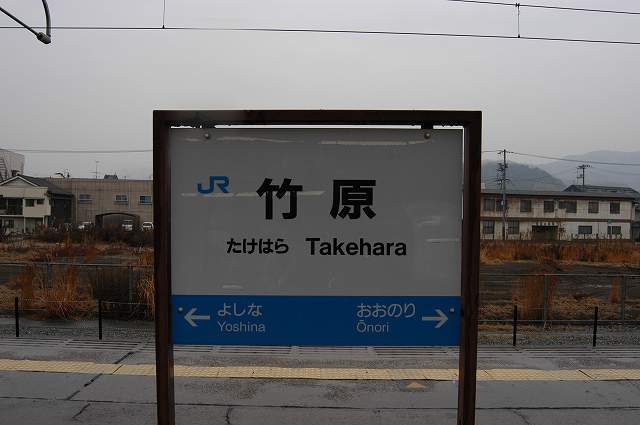 JR 竹原
たけはら Takehara
← よしな おおのり →
Yoshina Ōnori